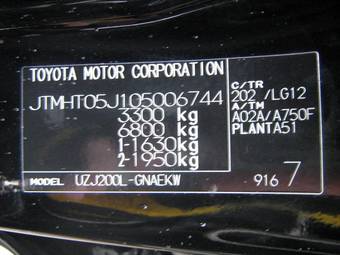 TOYOTA MOTOR CORPORATION
JTMHT05J105006744
3300 kg
6800 kg
1-1630kg
2-1950kg
C/TR
202 /LG12
A/TM
A02A/A750F
PLANTA51
MODEL UZJ200L-GNAEKW
916 7